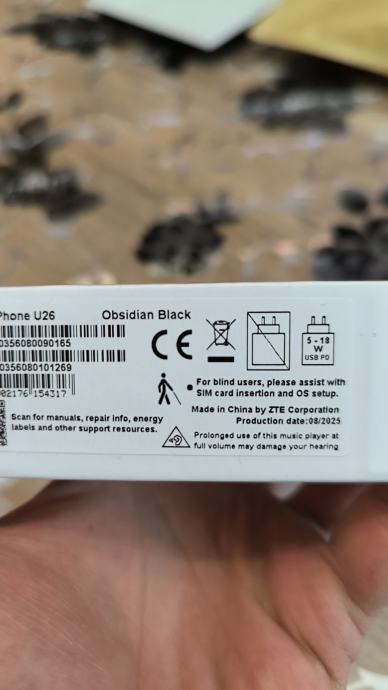 Phone U26 Obsidian Black
0356080090165
0356080101269
02176 154317
CE
5 - 18
W
USB PD
For blind users, please assist with
SIM card insertion and OS setup.
Scan for manuals, repair info, energy
labels and other support resources.
Made in China by ZTE Corporation
Production date:08/2025
Prolonged use of this music player at
full volume may damage your hearing